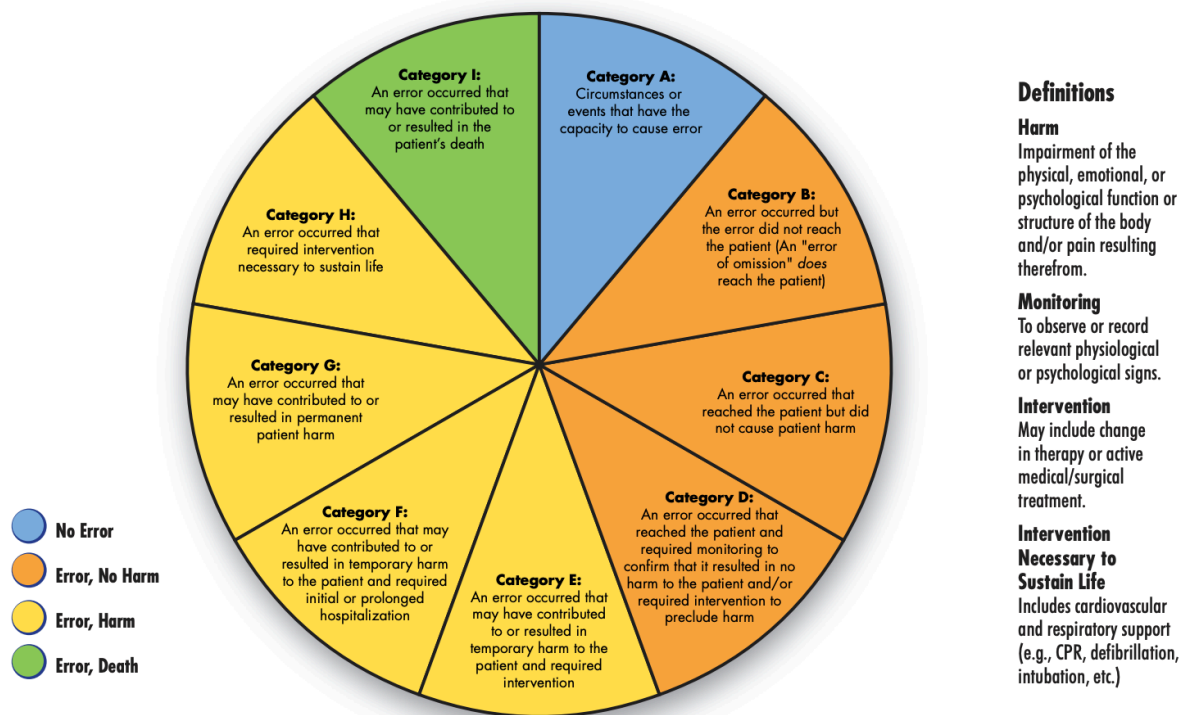 Category I:
An error occurred that
may have contributed to
or resulted in the
patient's death
Category A:
Circumstances or
events that have the
capacity to cause error
Category B:
An error occurred but
the error did not reach
the patient (An "error
of omission" does
reach the patient)
Category C:
An error occurred that
reached the patient but did
not cause patient harm
Category D:
An error occurred that
reached the patient and
required monitoring to
confirm that it resulted in no
harm to the patient and/or
required intervention to
preclude harm
Category E:
An error occurred that
may have contributed
to or resulted in
temporary harm to the
patient and required
intervention
Category F:
An error occurred that may
have contributed to or
resulted in temporary harm
to the patient and required
initial or prolonged
hospitalization
Category G:
An error occurred that
may have contributed to or
resulted in permanent
patient harm
Category H:
An error occurred that
required intervention
necessary to sustain life
No Error
Error, No Harm
Error, Harm
Error, Death
Definitions
Harm
Impairment of the
physical, emotional, or
psychological function or
structure of the body
and/or pain resulting
therefrom.
Monitoring
To observe or record
relevant physiological
or psychological signs.
Intervention
May include change
in therapy or active
medical/surgical
treatment.
Intervention
Necessary to
Sustain Life
Includes cardiovascular
and respiratory support
(e.g., CPR, defibrillation,
intubation, etc.)